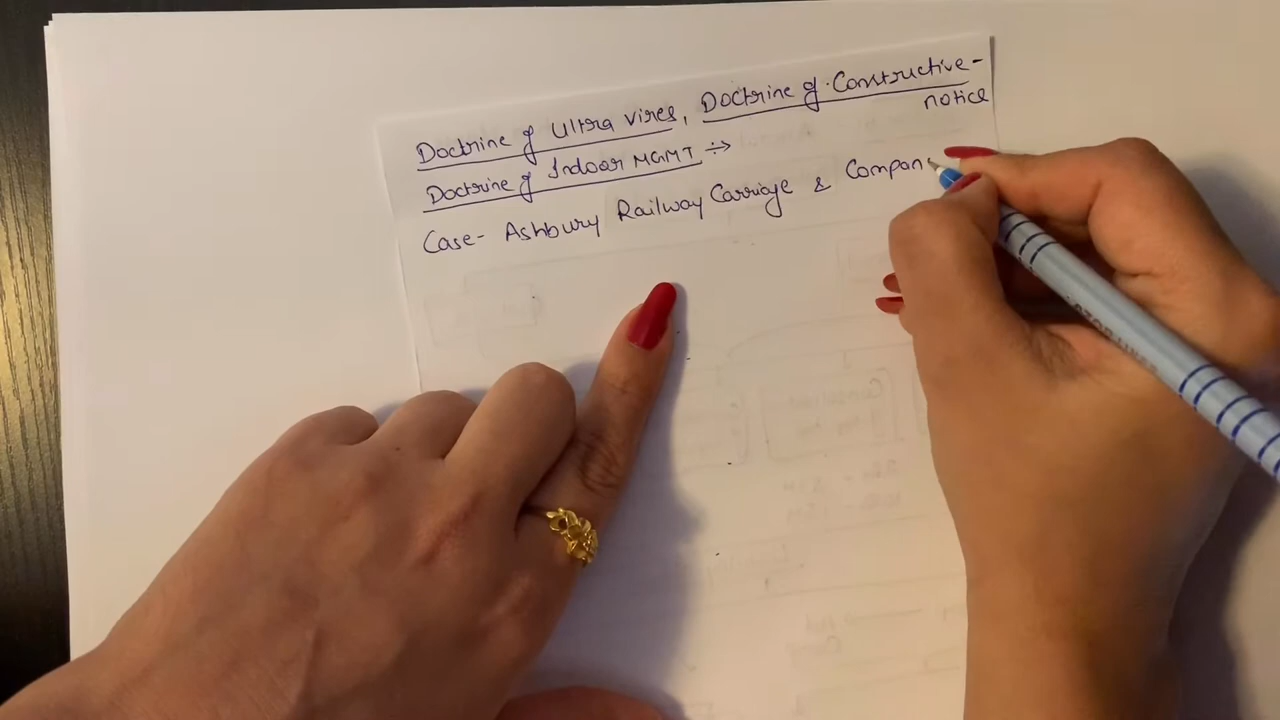 Doctrine of Ultra Vires, Doctrine of Constructive-
notice
Doctrine of Indoor MGMT ÷→
Case- Ashbury Railway Carriage & Compan